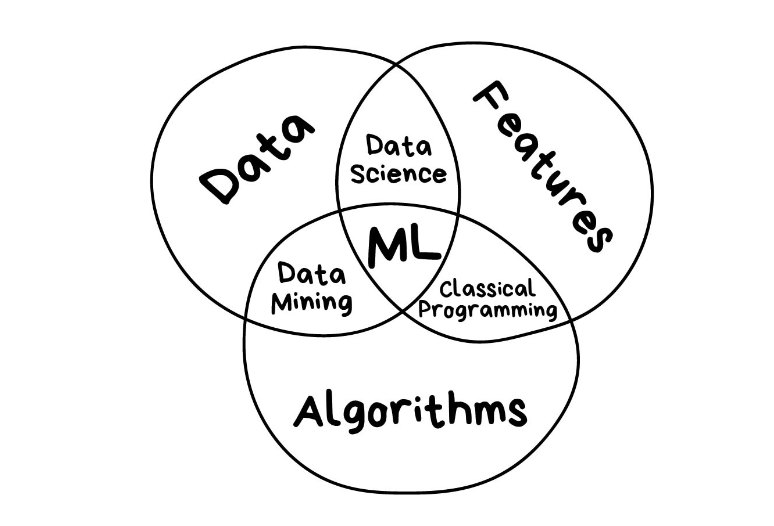 Data
Features
Data
Science
ML
Data
Mining
Classical
Programming
Algorithms